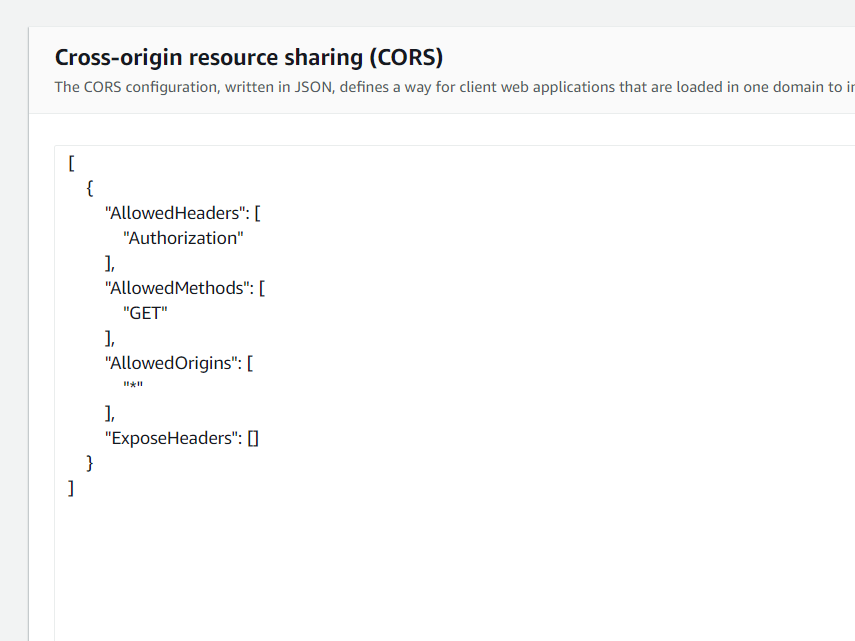 Cross-origin resource sharing (CORS)
The CORS configuration, written in JSON, defines a way for client web applications that are loaded in one domain to
[
{
"AllowedHeaders": [
"Authorization"
],
"AllowedMethods": [
"GET"
],
"AllowedOrigins": [
"*"
],
"ExposeHeaders": []
}
]